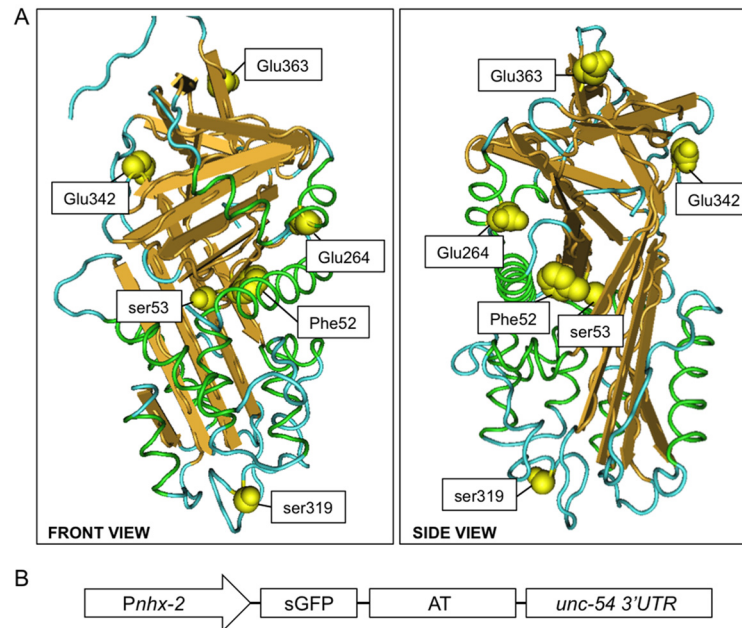 A
Glu363
Glu342
Glu264
ser53
Phe52
ser319
FRONT VIEW
Glu363
Glu342
Glu264
Phe52
ser53
ser319
SIDE VIEW
B
Pnhx-2
sGFP
AT
unc-54 3'UTR